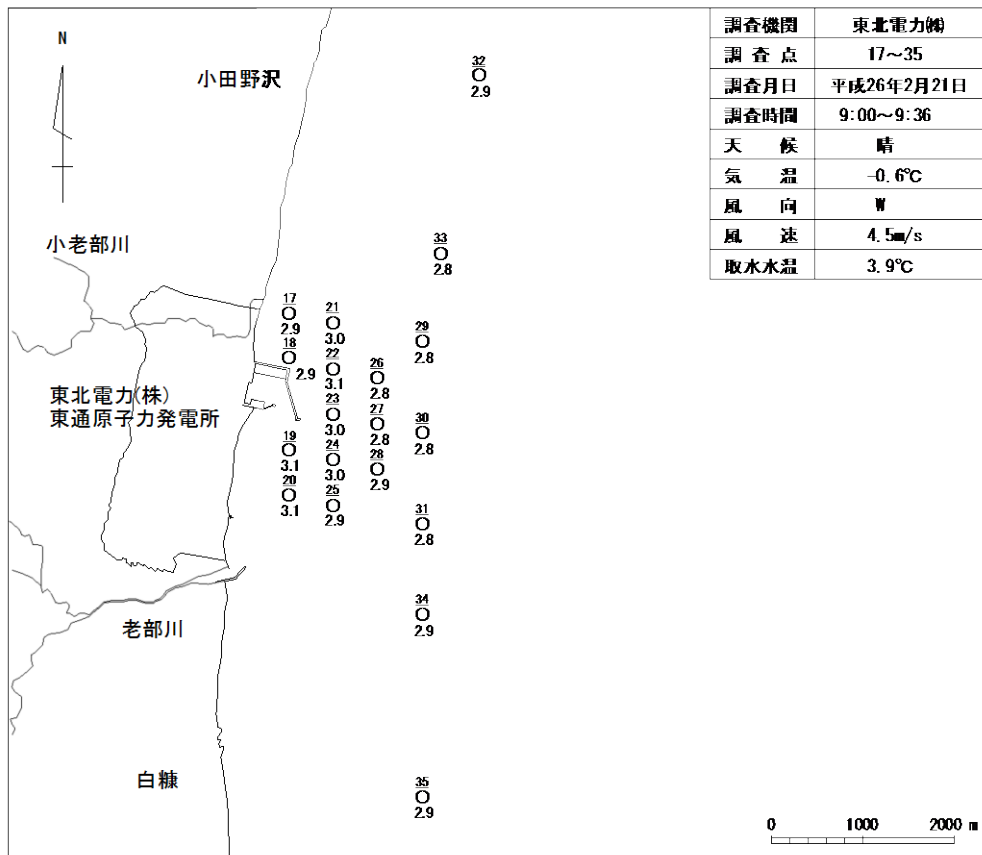 調査機関 東北電力㈱
調査点 17～35
調査月日 平成26年2月21日
調査時間 9:00～9:36
天候 晴
気温 -0.6℃
風向 W
風速 4.5m/s
取水水温 3.9℃
N
小田野沢
32
2.9
小老部川
33
2.8
17
2.9
21
3.0
29
2.8
18
2.9
22
3.1
26
2.8
東北電力(株)
東通原子力発電所
23
3.0
27
2.8
30
2.8
19
3.1
24
3.0
28
2.9
20
3.1
25
2.9
31
2.8
34
2.9
老部川
白糠
35
2.9
0 1000 2000 m